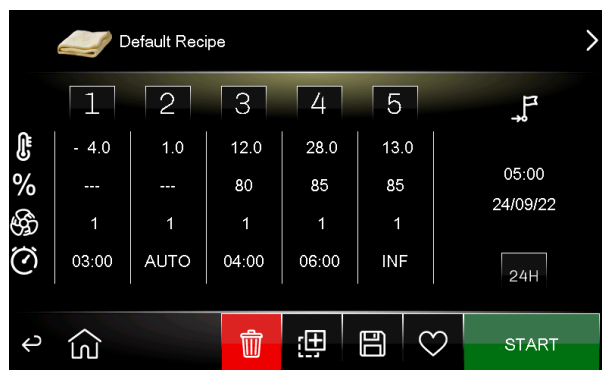 Default Recipe
1 2 3 4 5
- 4.0 1.0 12.0 28.0 13.0
% --- --- 80 85 85
05:00
24/09/22
1 1 1 1 1
03:00 AUTO 04:00 06:00 INF
24H
START